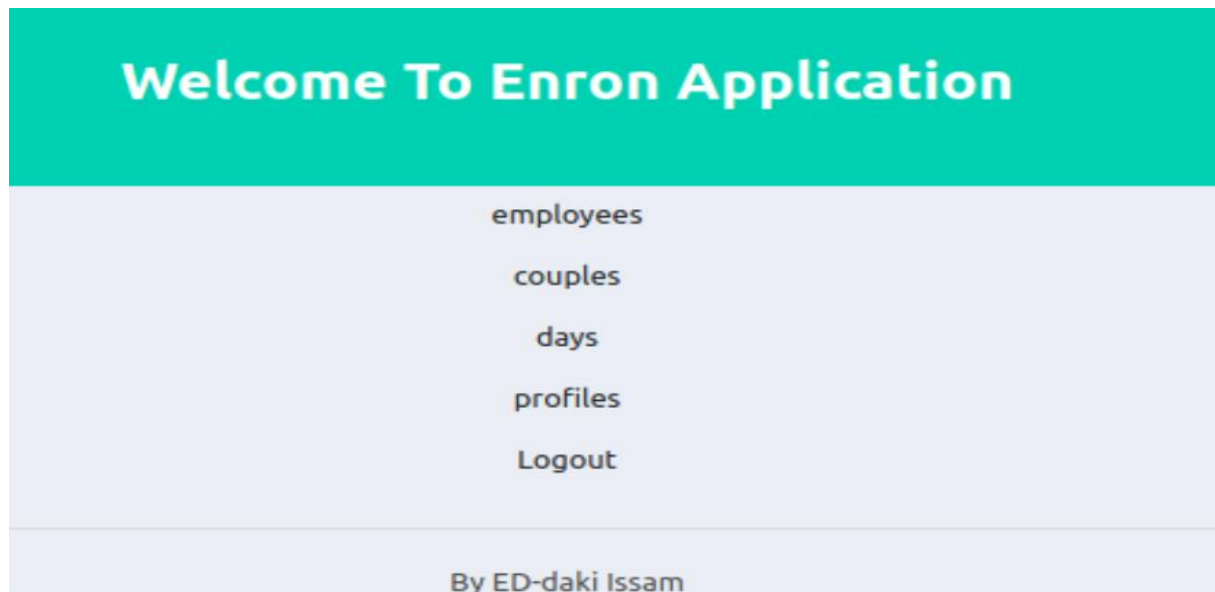 Welcome To Enron Application
employees
couples
days
profiles
Logout
By ED-daki Issam